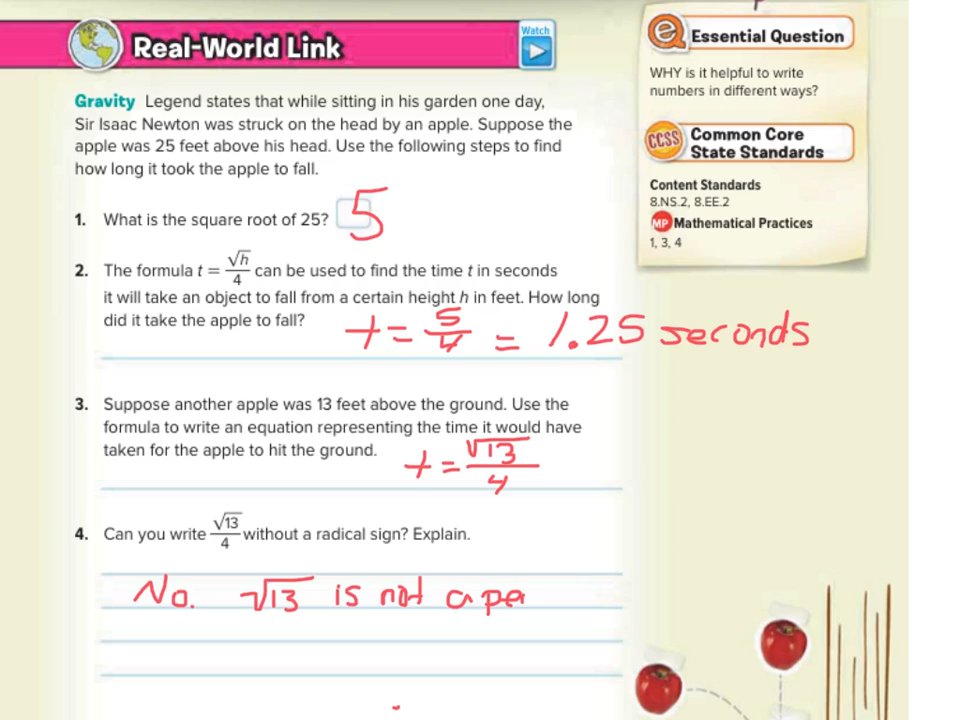 Real-World Link
Watch
Gravity Legend states that while sitting in his garden one day,
Sir Isaac Newton was struck on the head by an apple. Suppose the
apple was 25 feet above his head. Use the following steps to find
how long it took the apple to fall.
1. What is the square root of 25? 5
2. The formula t = √h/4 can be used to find the time t in seconds
it will take an object to fall from a certain height h in feet. How long
did it take the apple to fall? t = 5/4 = 1.25 seconds
3. Suppose another apple was 13 feet above the ground. Use the
formula to write an equation representing the time it would have
taken for the apple to hit the ground. t = √13/4
4. Can you write √13/4 without a radical sign? Explain.
No. √13 is not a pe
e Essential Question
WHY is it helpful to write
numbers in different ways?
CCSS Common Core
State Standards
Content Standards
8.NS.2, 8.EE.2
MP Mathematical Practices
1, 3, 4